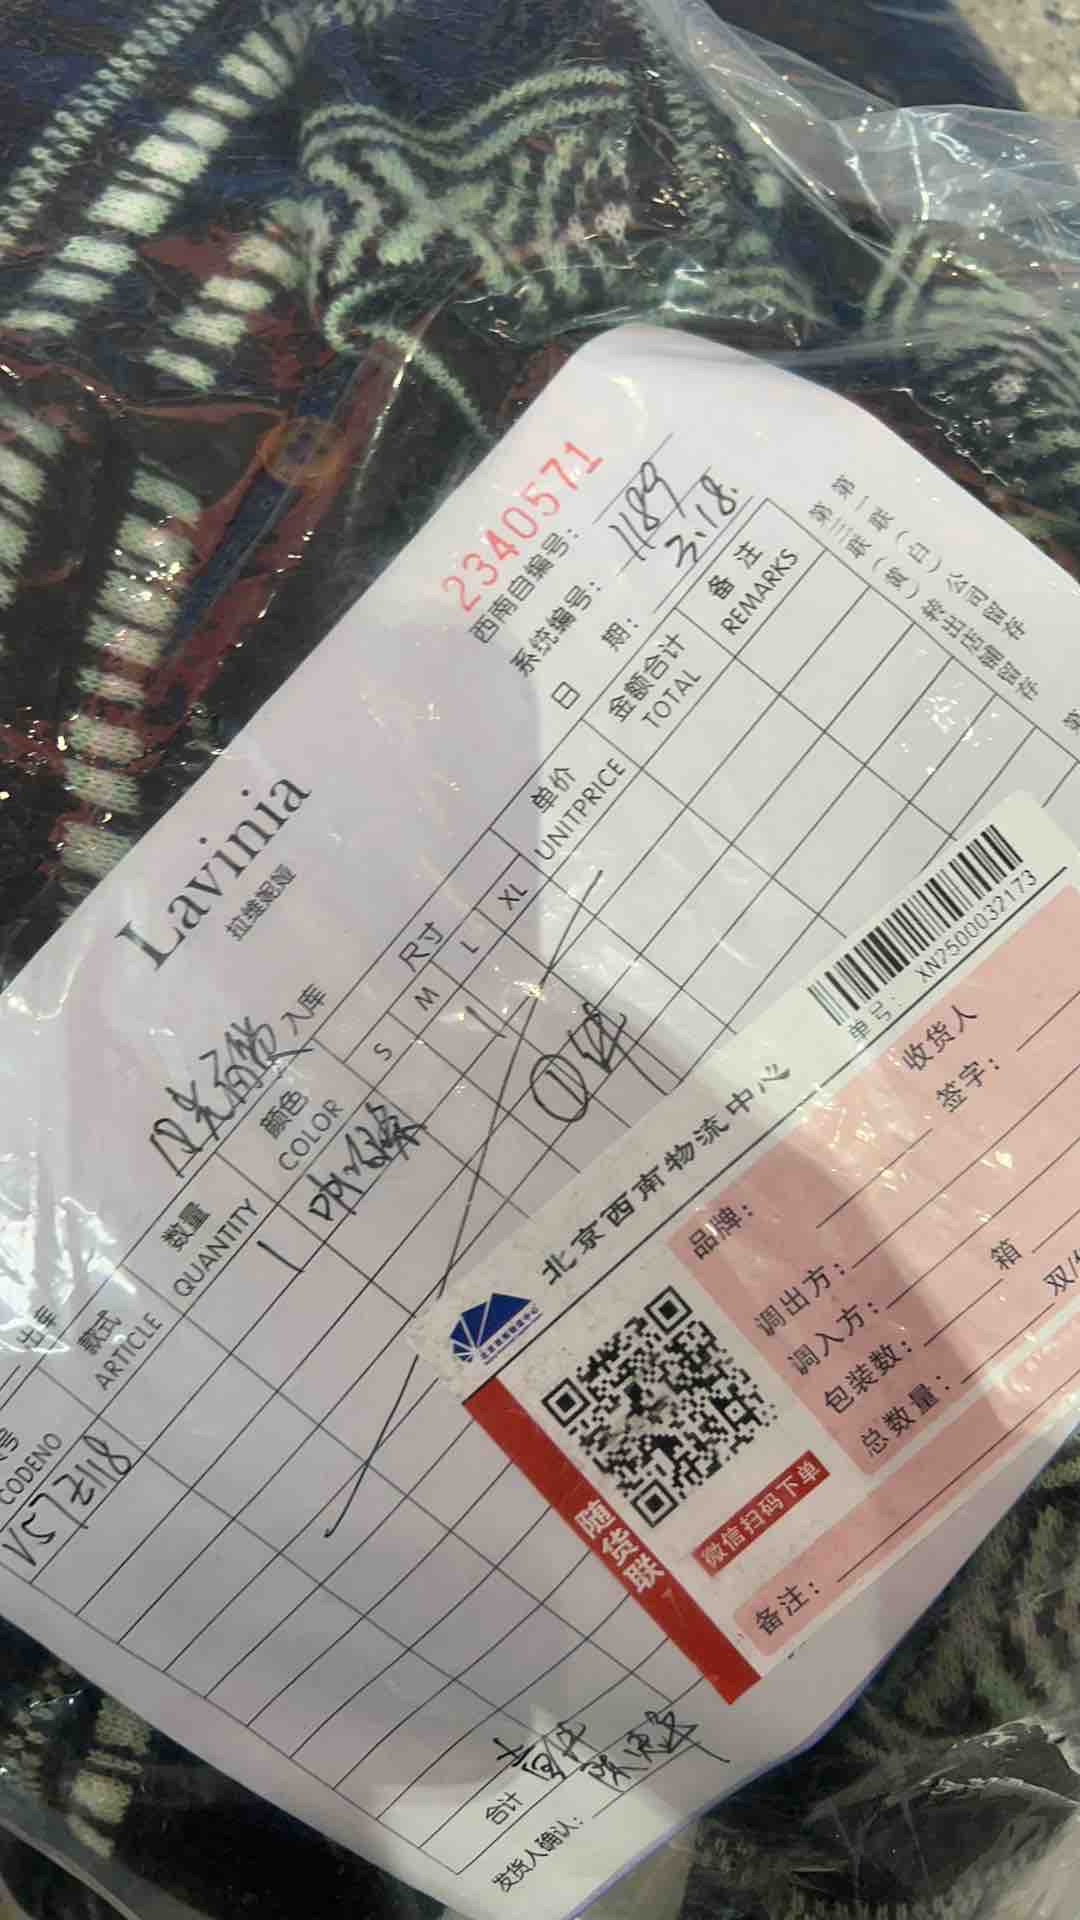 2340571
西南自编号:
系统编号: 1189
日 期: 3.18.
Lavinia
拉维妮娅
入库
出库
CODENO
款式
ARTICLE
数量
QUANTITY
颜色
COLOR
尺寸
S M L XL
单价
UNITPRICE
金额合计
TOTAL
备 注
REMARKS
1
1
合计
发货人确认:
第一联(白)公司留存
第三联(黄)转出店铺留存
北京西南物流中心
单号: XN2500032173
收货人
签字:
品牌:
调出方:
调入方:
包装数: 箱
总数量:
备注:
微信扫码下单
随货联